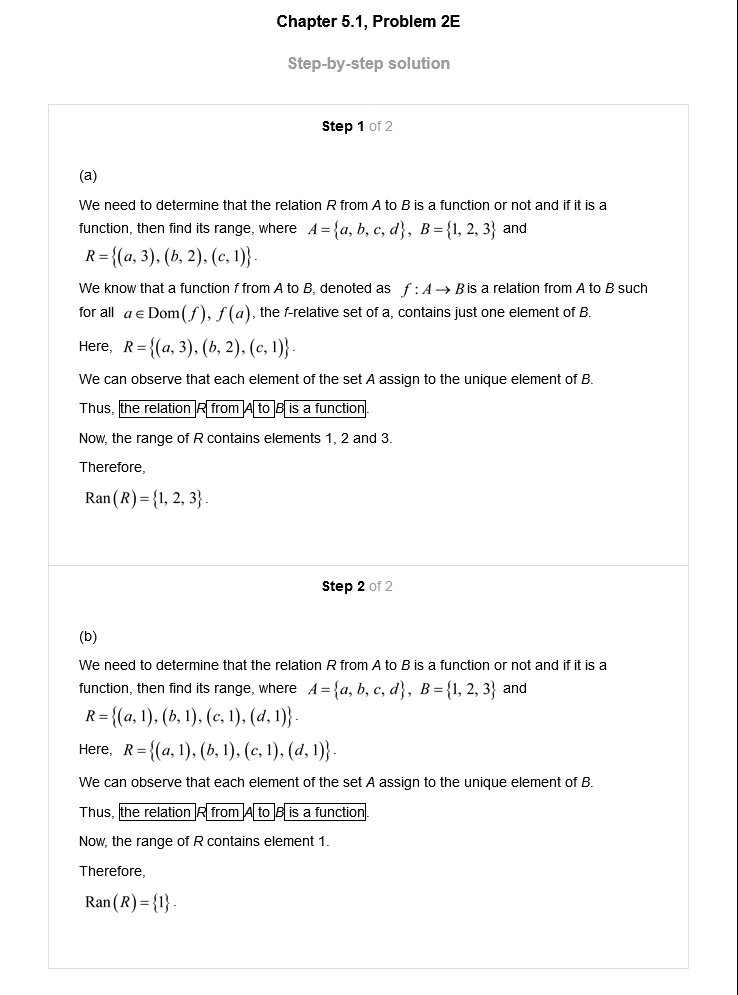 Chapter 5.1, Problem 2E
Step-by-step solution
Step 1 of 2
(a)
We need to determine that the relation R from A to B is a function or not and if it is a
function, then find its range, where A = {a, b, c, d}, B = {1, 2, 3} and
R = {(a, 3), (b, 2), (c, 1)}.
We know that a function f from A to B, denoted as f : A → B is a relation from A to B such
for all a ∈ Dom(f), f(a), the f-relative set of a, contains just one element of B.
Here, R = {(a, 3), (b, 2), (c, 1)}.
We can observe that each element of the set A assign to the unique element of B.
Thus, the relation R from A to B is a function.
Now, the range of R contains elements 1, 2 and 3.
Therefore,
Ran(R) = {1, 2, 3}.
Step 2 of 2
(b)
We need to determine that the relation R from A to B is a function or not and if it is a
function, then find its range, where A = {a, b, c, d}, B = {1, 2, 3} and
R = {(a, 1), (b, 1), (c, 1), (d, 1)}.
Here, R = {(a, 1), (b, 1), (c, 1), (d, 1)}.
We can observe that each element of the set A assign to the unique element of B.
Thus, the relation R from A to B is a function.
Now, the range of R contains element 1.
Therefore,
Ran(R) = {1}.